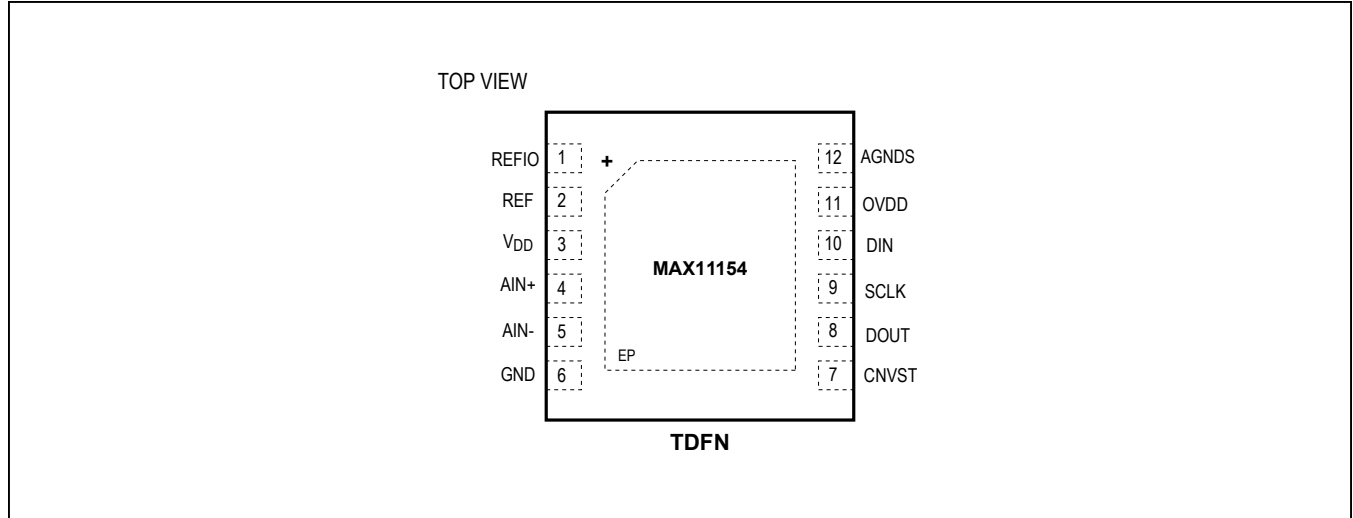 TOP VIEW
REFIO 1 + 12 AGNDS
REF 2 11 OVDD
VDD 3 10 DIN
MAX11154
AIN+ 4 9 SCLK
AIN- 5 8 DOUT
EP
GND 6 7 CNVST
TDFN